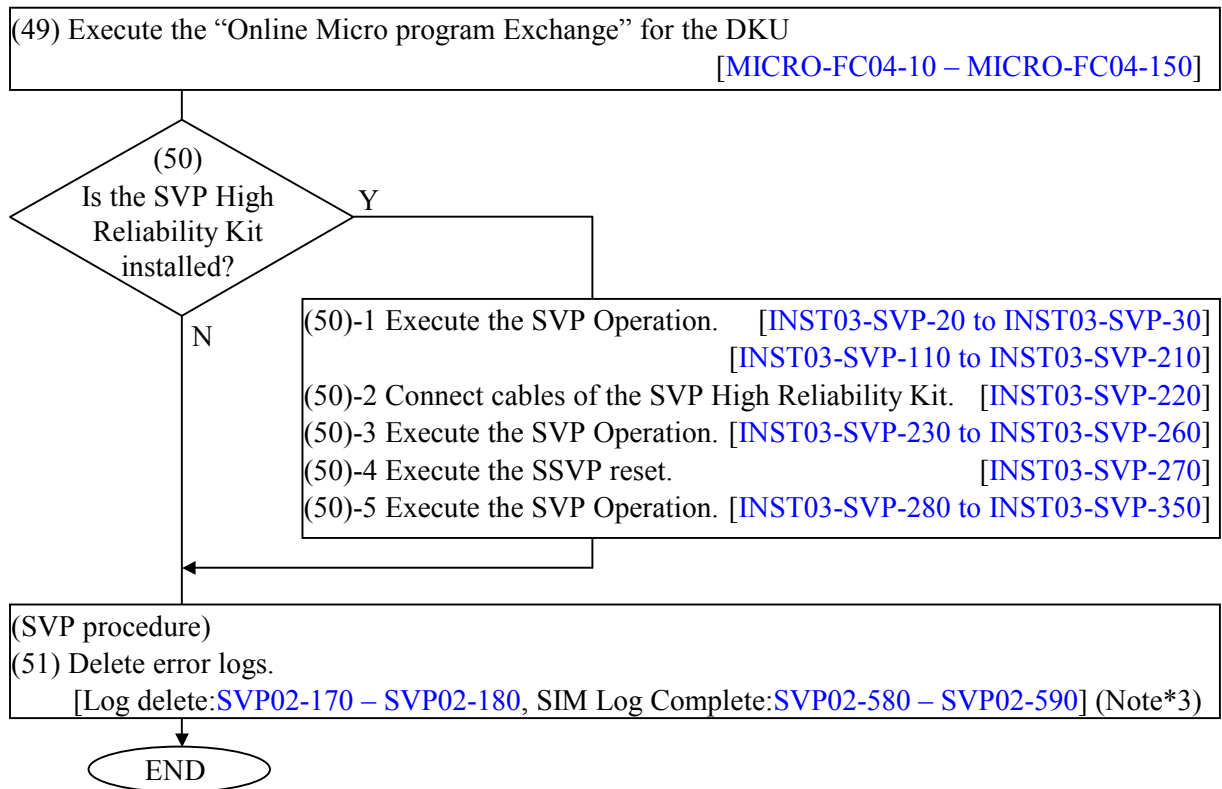 (49) Execute the “Online Micro program Exchange” for the DKU
[MICRO-FC04-10 – MICRO-FC04-150]
(50)
Is the SVP High
Reliability Kit
installed?
Y
N
(50)-1 Execute the SVP Operation. [INST03-SVP-20 to INST03-SVP-30]
[INST03-SVP-110 to INST03-SVP-210]
(50)-2 Connect cables of the SVP High Reliability Kit. [INST03-SVP-220]
(50)-3 Execute the SVP Operation. [INST03-SVP-230 to INST03-SVP-260]
(50)-4 Execute the SSVP reset. [INST03-SVP-270]
(50)-5 Execute the SVP Operation. [INST03-SVP-280 to INST03-SVP-350]
(SVP procedure)
(51) Delete error logs.
[Log delete:SVP02-170 – SVP02-180, SIM Log Complete:SVP02-580 – SVP02-590] (Note*3)
END